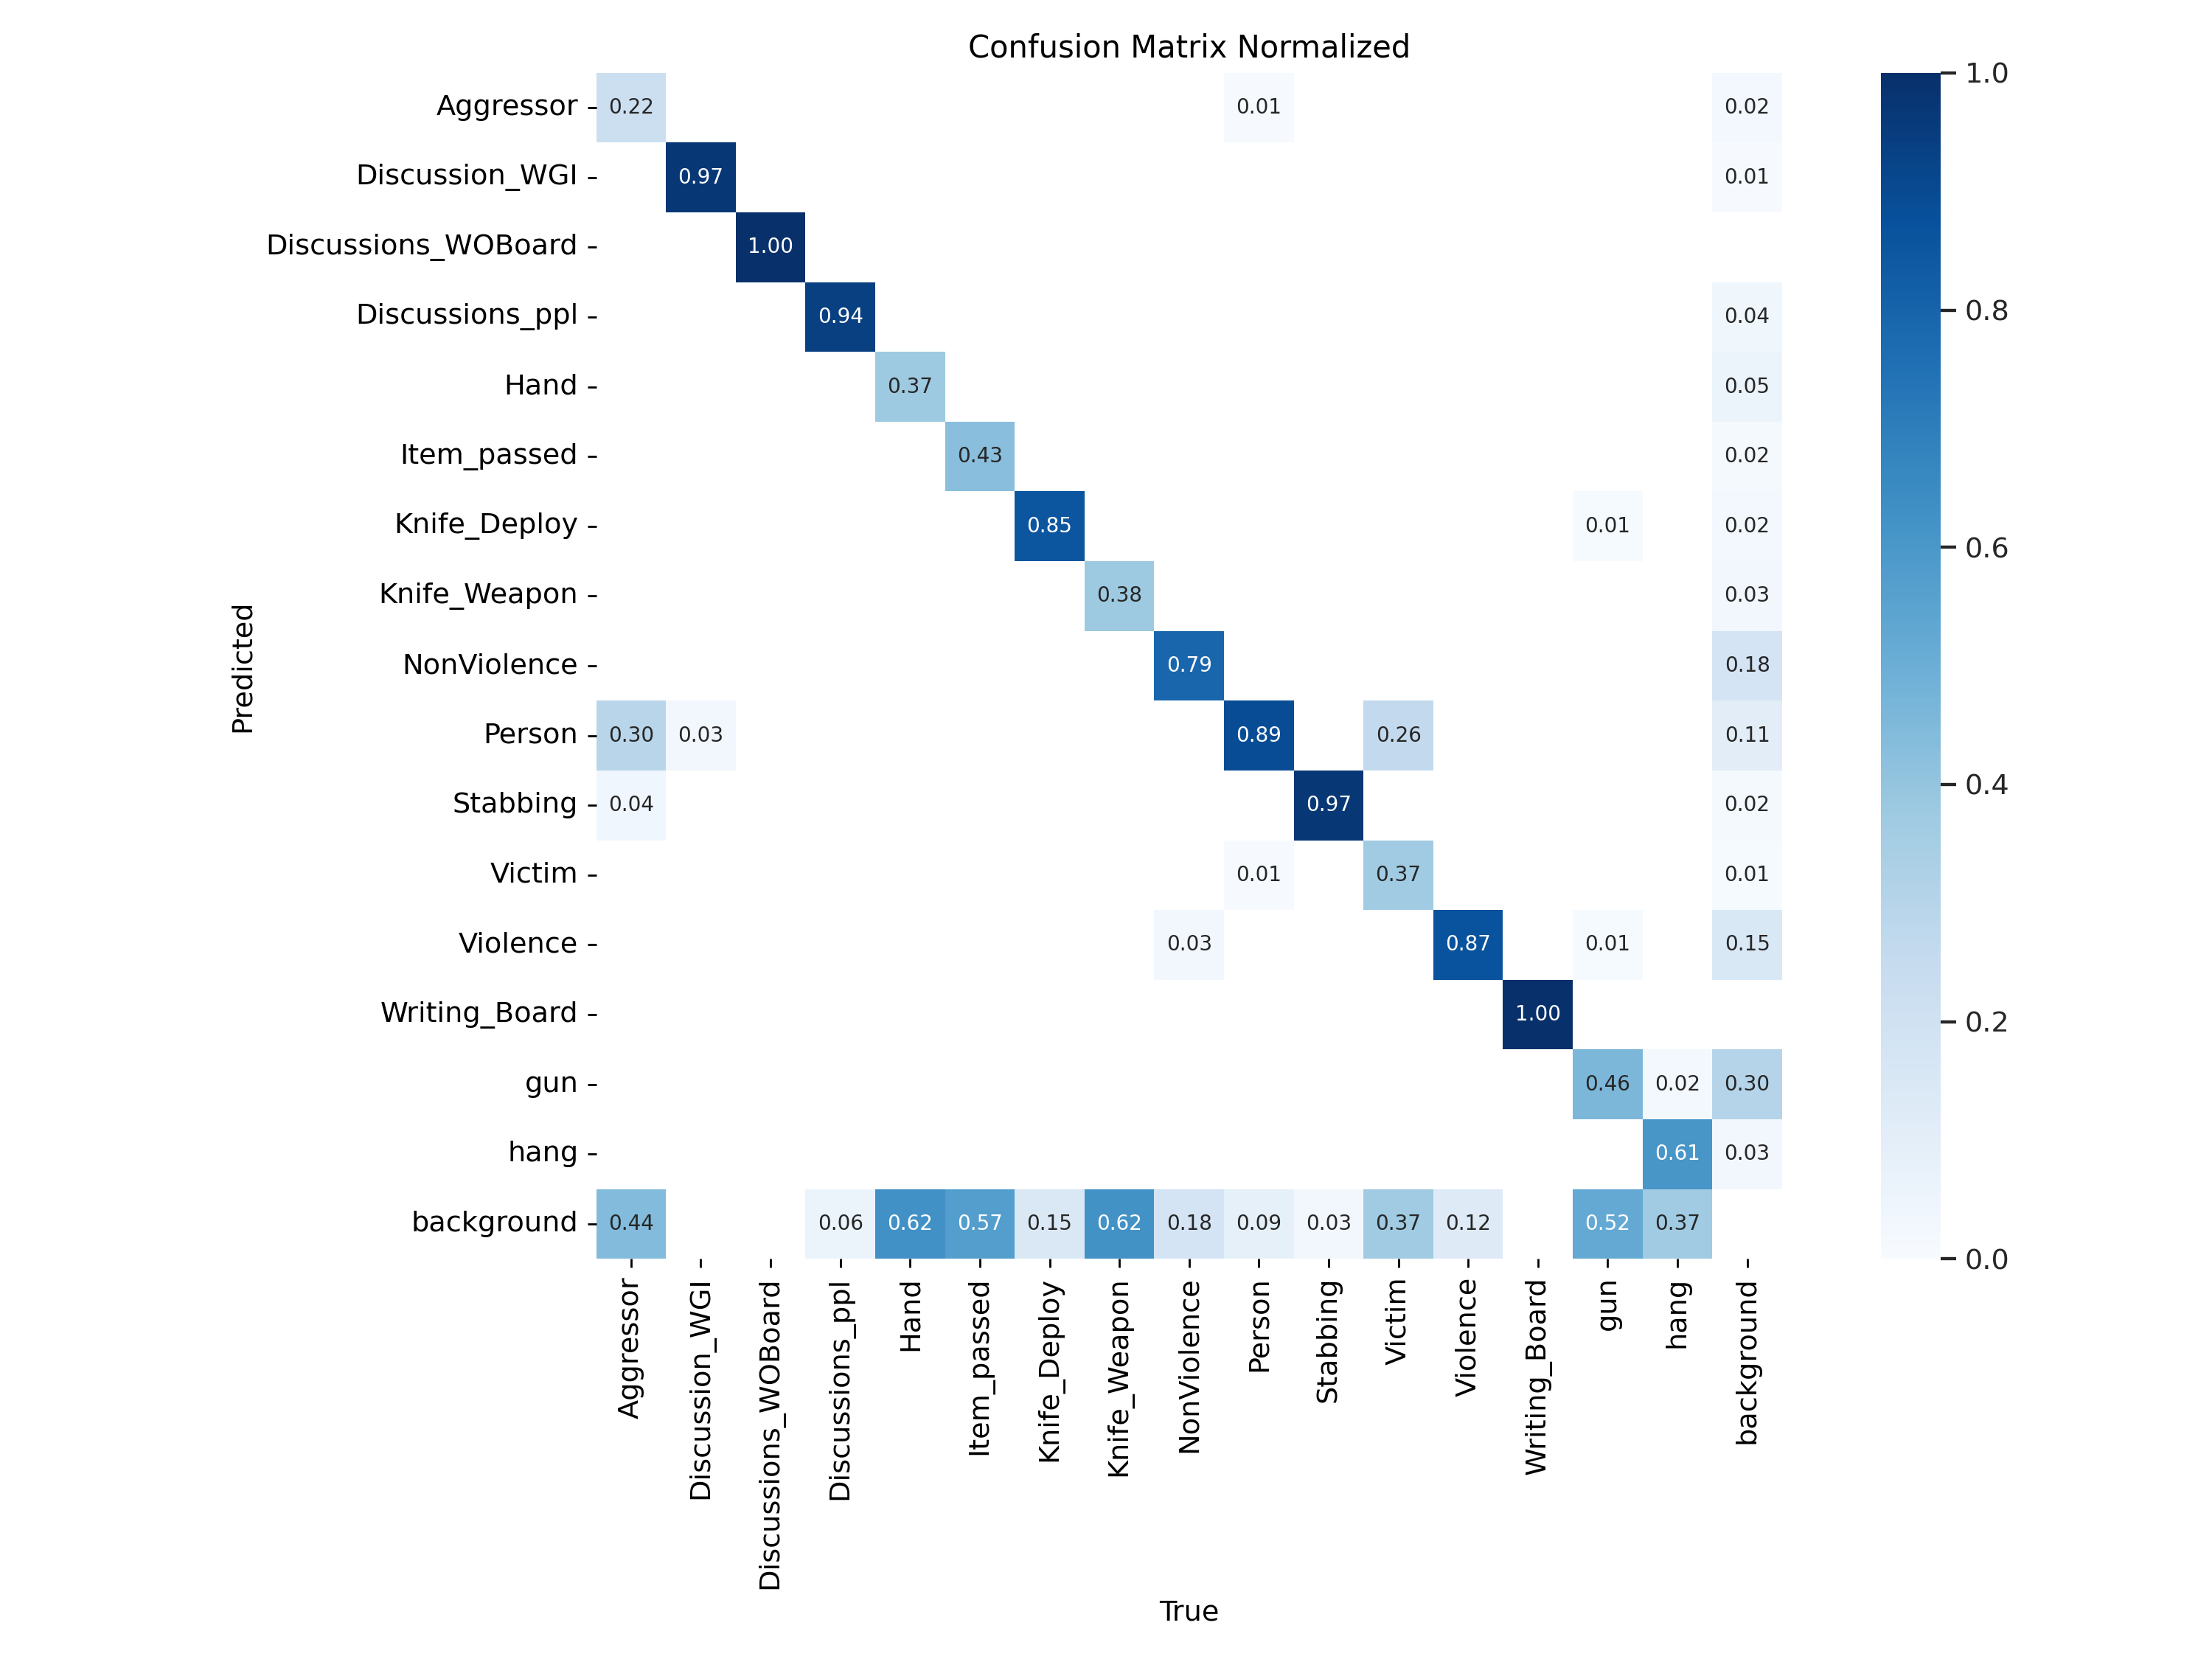 Confusion Matrix Normalized
Aggressor 0.22 0.01 0.02
Discussion_WGI 0.97 0.01
Discussions_WOBoard 1.00
Discussions_ppl 0.94 0.04
Hand 0.37 0.05
Item_passed 0.43 0.02
Knife_Deploy 0.85 0.01 0.02
Knife_Weapon 0.38 0.03
NonViolence 0.79 0.18
Person 0.30 0.03 0.89 0.26 0.11
Stabbing 0.04 0.97 0.02
Victim 0.01 0.37 0.01
Violence 0.03 0.87 0.01 0.15
Writing_Board 1.00
gun 0.46 0.02 0.30
hang 0.61 0.03
background 0.44 0.06 0.62 0.57 0.15 0.62 0.18 0.09 0.03 0.37 0.12 0.52 0.37
Predicted
Aggressor
Discussion_WGI
Discussions_WOBoard
Discussions_ppl
Hand
Item_passed
Knife_Deploy
Knife_Weapon
NonViolence
Person
Stabbing
Victim
Violence
Writing_Board
gun
hang
background
True
1.0
0.8
0.6
0.4
0.2
0.0